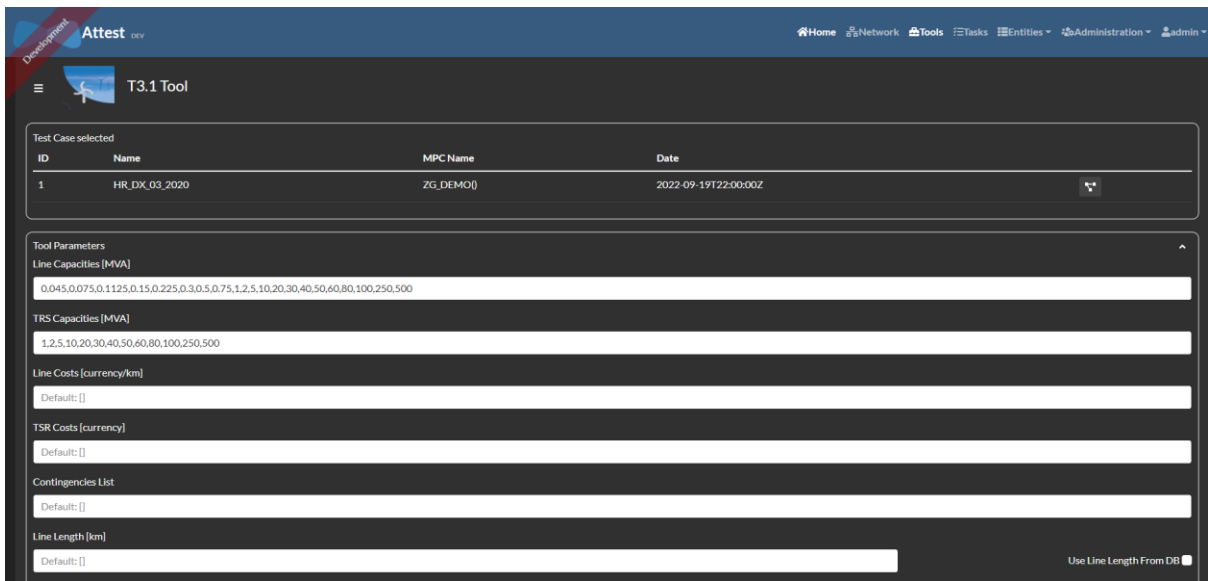 Development
Attest DEV
Home Network Tools Tasks Entities Administration admin
T3.1 Tool
Test Case selected
ID Name MPC Name Date
1 HR_DX_03_2020 ZG_DEMO() 2022-09-19T22:00:00Z
Tool Parameters
Line Capacities [MVA]
0.045,0.075,0.1125,0.15,0.225,0.3,0.5,0.75,1,2,5,10,20,30,40,50,60,80,100,250,500
TRS Capacities [MVA]
1,2,5,10,20,30,40,50,60,80,100,250,500
Line Costs [currency/km]
Default: []
TSR Costs [currency]
Default: []
Contingencies List
Default: []
Line Length [km]
Default: [] Use Line Length From DB